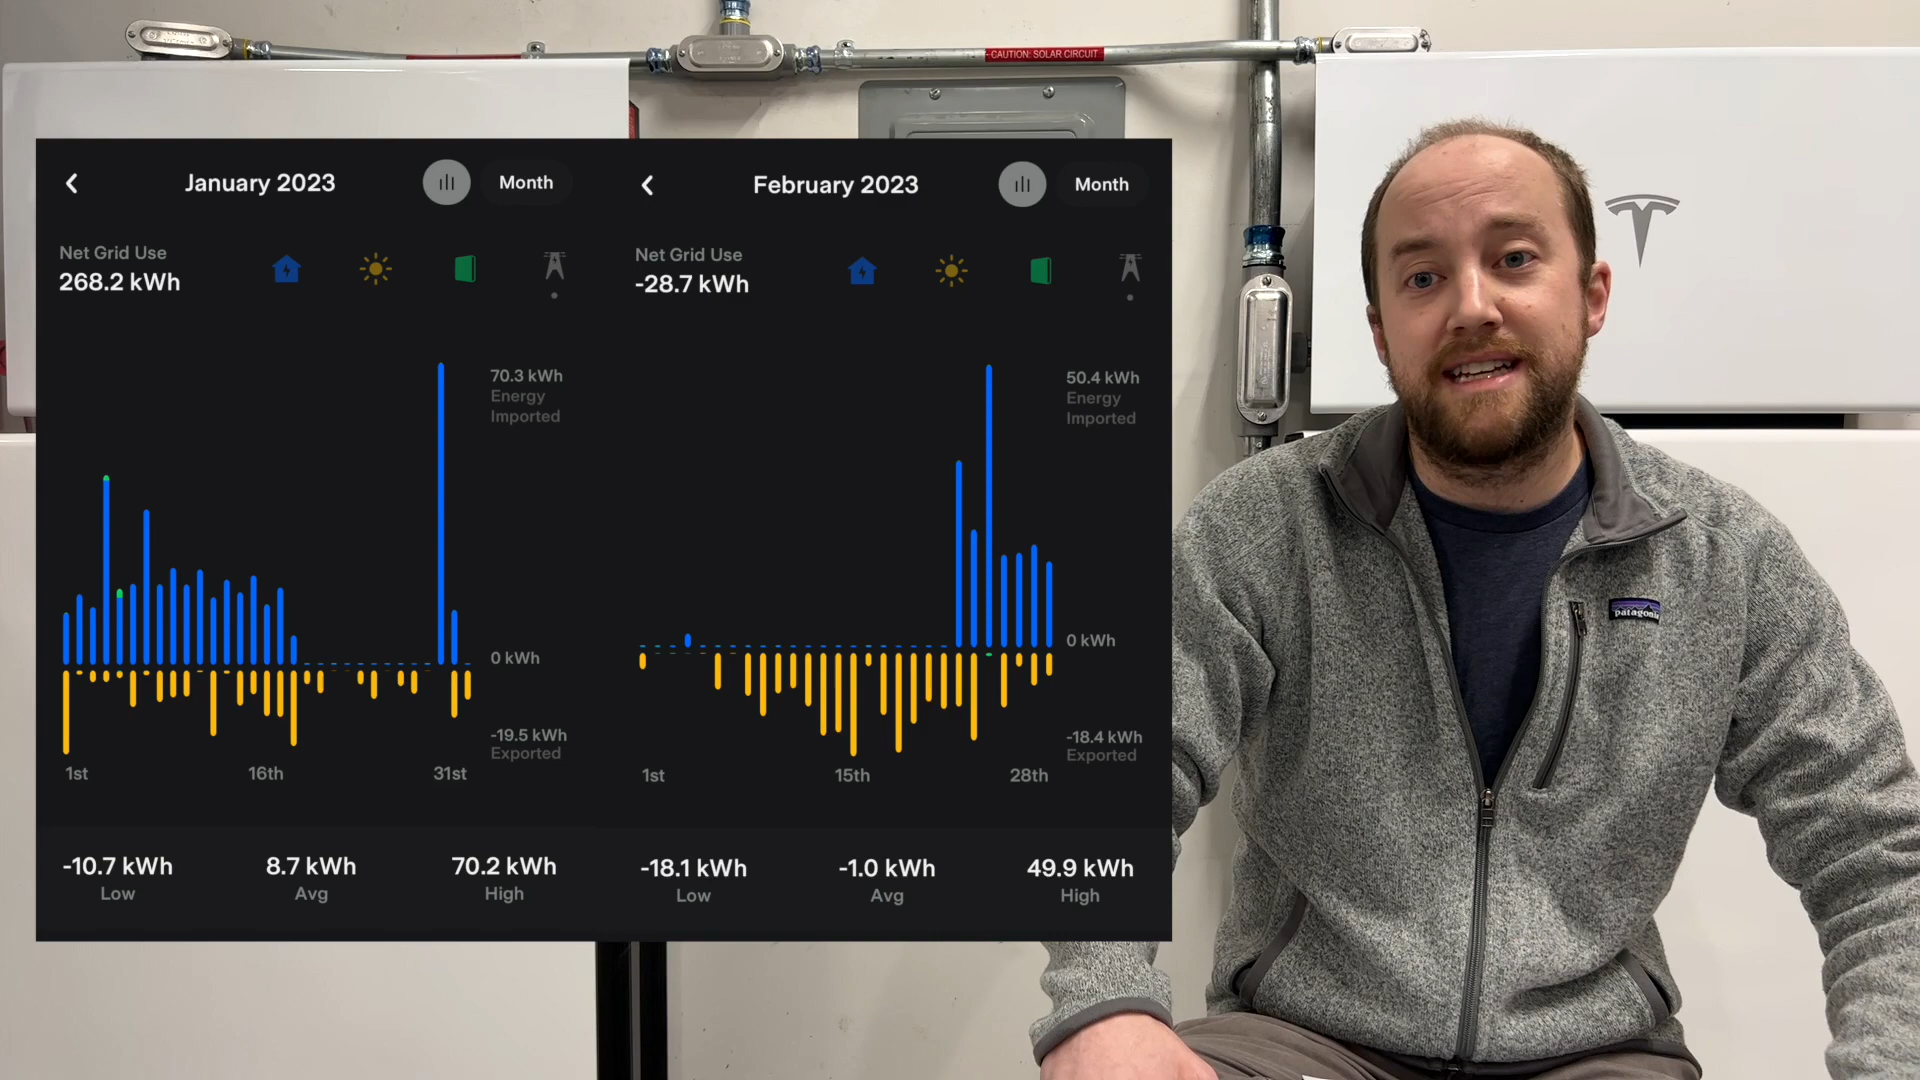 -CAUTION: SOLAR CIRCUIT
January 2023
Month
Net Grid Use
268.2 kWh
70.3 kWh
Energy
Imported
0 kWh
-19.5 kWh
Exported
1st
16th
31st
-10.7 kWh
Low
8.7 kWh
Avg
70.2 kWh
High
February 2023
Month
Net Grid Use
-28.7 kWh
50.4 kWh
Energy
Imported
0 kWh
-18.4 kWh
Exported
1st
15th
28th
-18.1 kWh
Low
-1.0 kWh
Avg
49.9 kWh
High
patagonia